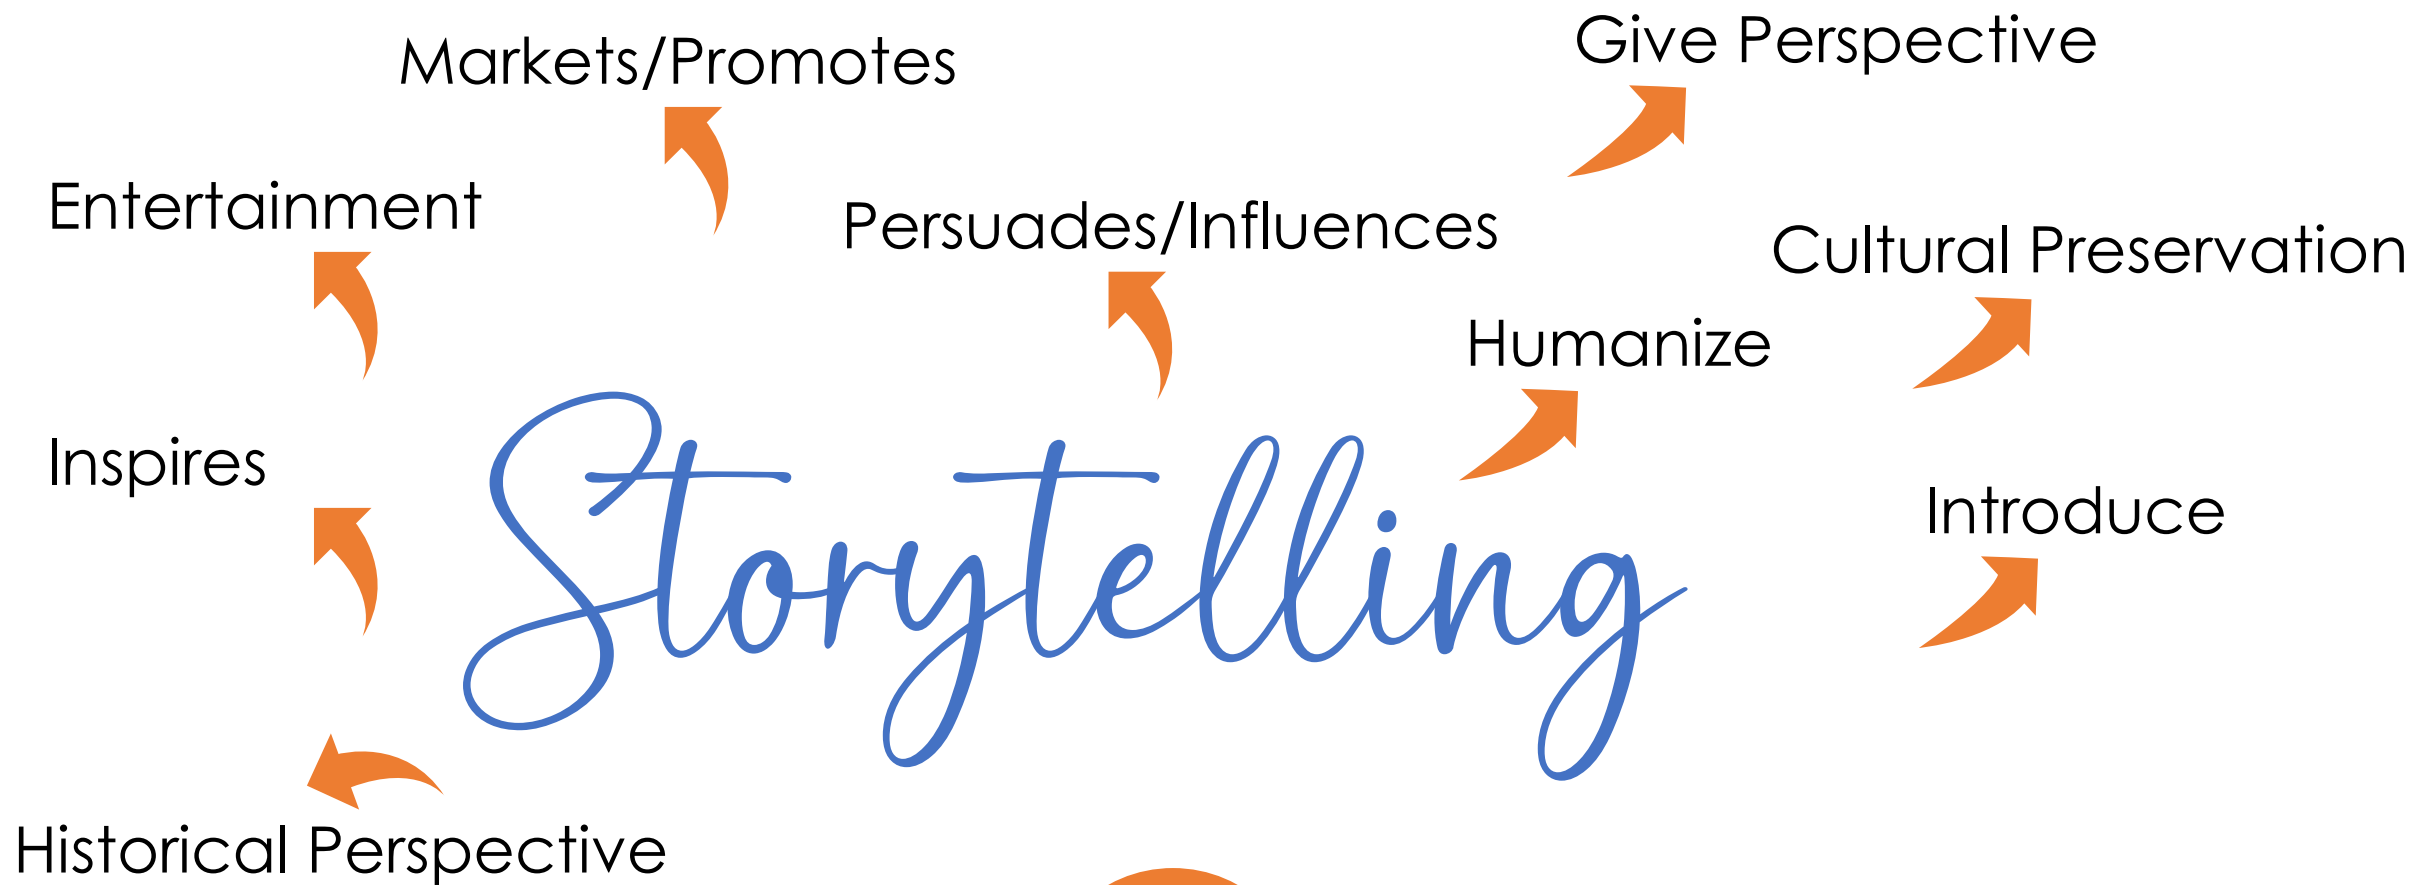 Give Perspective
Markets/Promotes
Entertainment
Persuades/Influences
Cultural Preservation
Humanize
Inspires
Introduce
Storytelling
Historical Perspective